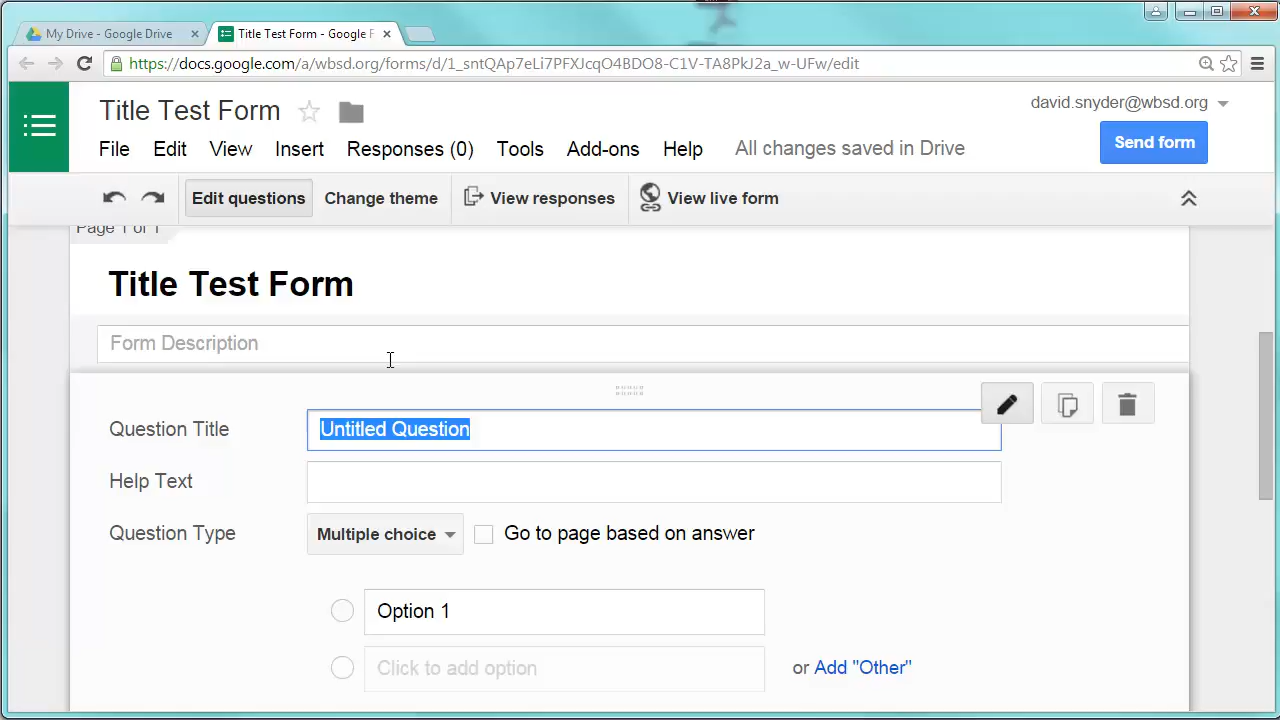 My Drive - Google Drive
Title Test Form - Google F
https://docs.google.com/a/wbsd.org/forms/d/1_sntQAp7eLi7PFXJcqO4BDO8-C1V-TA8PkJ2a_w-UFw/edit
Title Test Form
david.snyder@wbsd.org
File Edit View Insert Responses (0) Tools Add-ons Help All changes saved in Drive
Send form
Edit questions Change theme View responses View live form
Page 1 of 1
Title Test Form
Form Description
Question Title Untitled Question
Help Text
Question Type Multiple choice Go to page based on answer
Option 1
Click to add option or Add "Other"